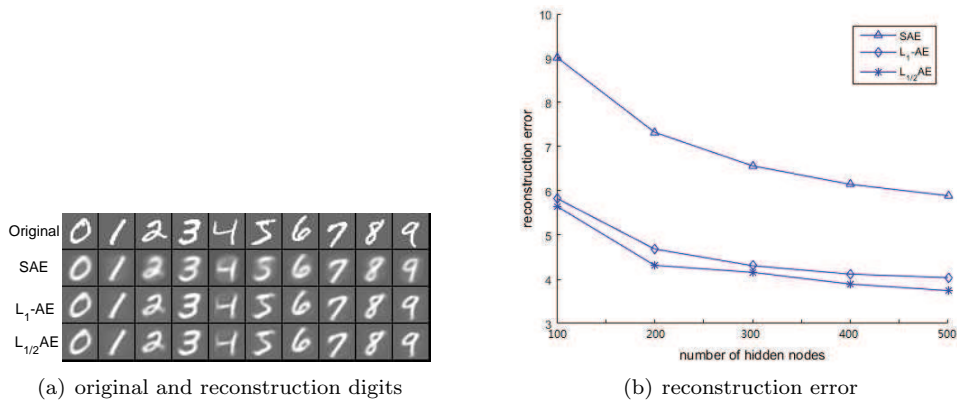 Original 0 1 2 3 4 5 6 7 8 9
SAE 0 1 2 3 4 5 6 7 8 9
L1-AE 0 1 2 3 4 5 6 7 8 9
L1/2AE 0 1 2 3 4 5 6 7 8 9
(a) original and reconstruction digits
10
9
8
7
6
5
4
3
reconstruction error
SAE
L1-AE
L1/2AE
100 200 300 400 500
number of hidden nodes
(b) reconstruction error